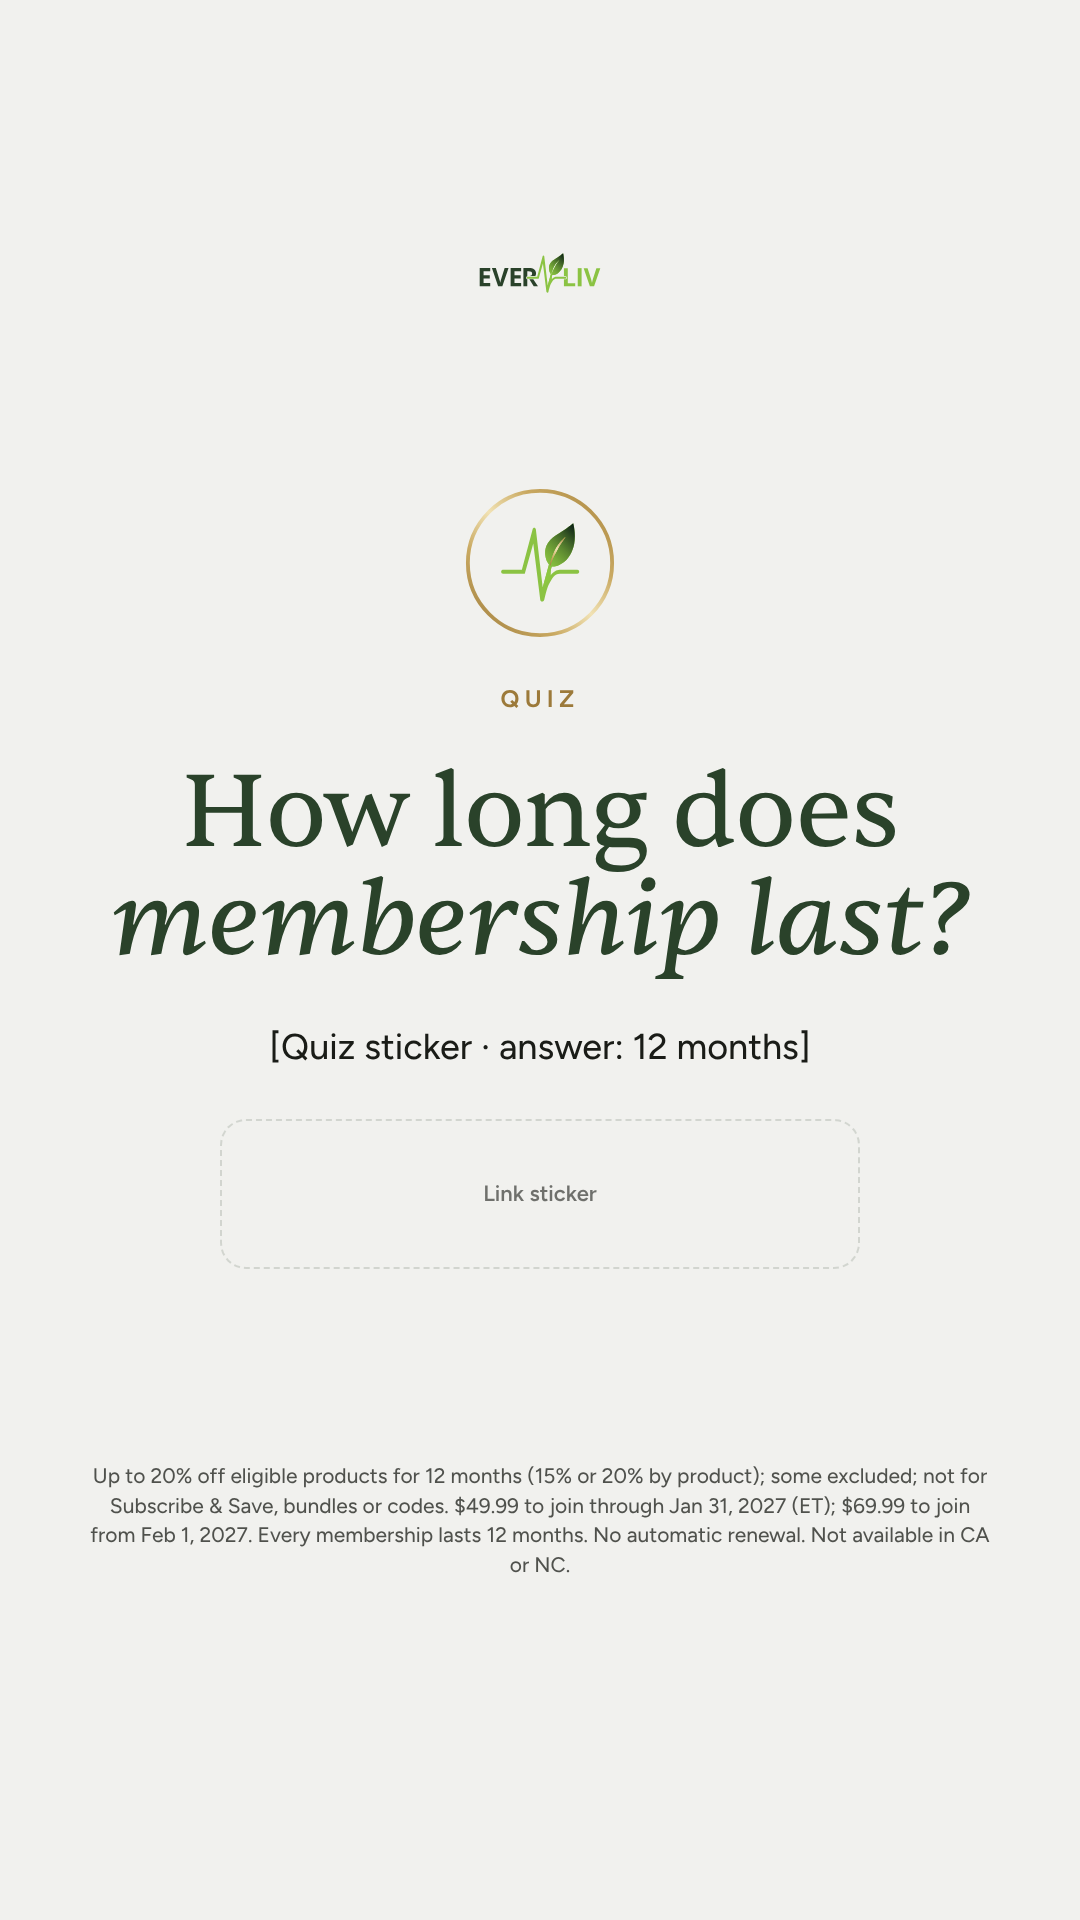 EVERLIV
QUIZ
How long does
membership last?
[Quiz sticker · answer: 12 months]
Link sticker
Up to 20% off eligible products for 12 months (15% or 20% by product); some excluded; not for
Subscribe & Save, bundles or codes. $49.99 to join through Jan 31, 2027 (ET); $69.99 to join
from Feb 1, 2027. Every membership lasts 12 months. No automatic renewal. Not available in CA
or NC.